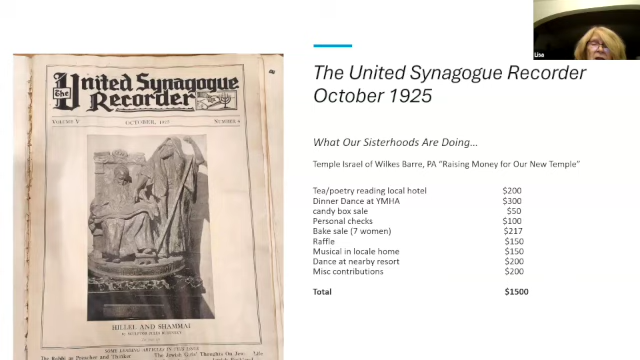 The United Synagogue
Recorder
VOLUME V
OCTOBER, 1925
NUMBER 4
HILLEL AND SHAMMAI
The United Synagogue Recorder
October 1925
What Our Sisterhoods Are Doing…
Temple Israel of Wilkes Barre, PA “Raising Money for Our New Temple”
Tea/poetry reading local hotel $200
Dinner Dance at YMHA $300
candy box sale $50
Personal checks $100
Bake sale (7 women) $217
Raffle $150
Musical in locale home $150
Dance at nearby resort $200
Misc contributions $200
Total $1500
Lise